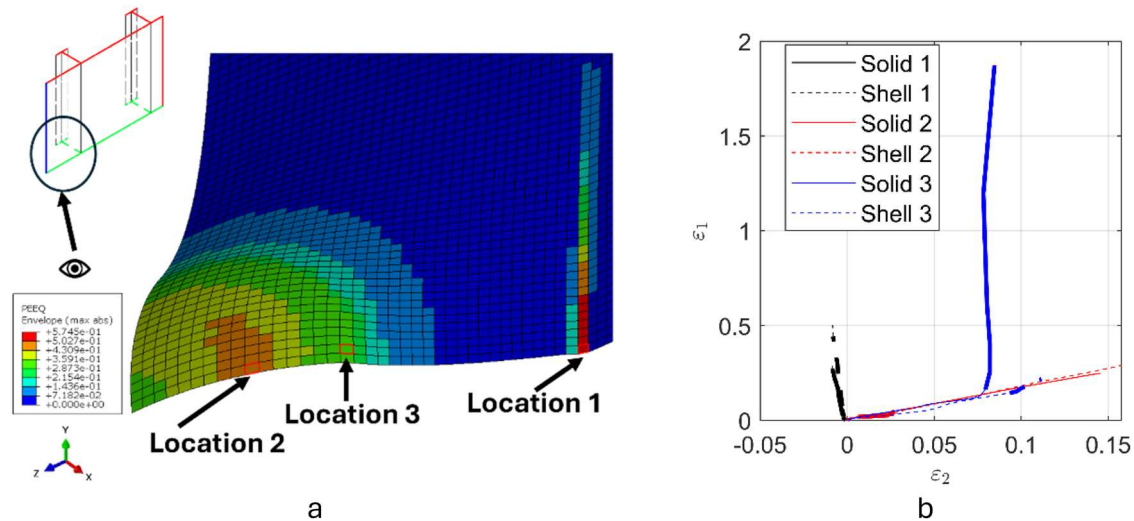 PEEQ
Envelope (max abs)
+5.745e-01
+5.027e-01
+4.309e-01
+3.591e-01
+2.873e-01
+2.154e-01
+1.436e-01
+7.182e-02
+0.000e+00
Y
Z
X
Location 2
Location 3
Location 1
a
2
1.5
1
0.5
0
ε1
Solid 1
Shell 1
Solid 2
Shell 2
Solid 3
Shell 3
-0.05
0
0.05
0.1
0.15
ε2
b